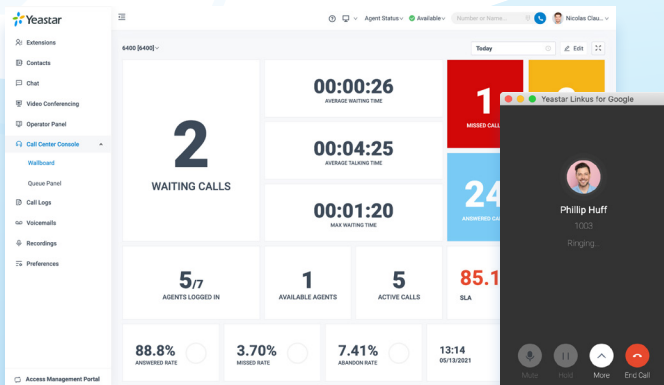 Yeastar
Agent Status
Available
Number or Name...
Nicolas Clau..
Extensions
Contacts
Chat
Video Conferencing
Operator Panel
Call Center Console
Wallboard
Queue Panel
Call Logs
Voicemails
Recordings
Preferences
Access Management Portal
6400 [6400]
Today
Edit
2
WAITING CALLS
00:00:26
AVERAGE WAITING TIME
00:04:25
AVERAGE TALKING TIME
00:01:20
MAX WAITING TIME
1
MISSED CALL
24
ANSWERED CA
5/7
AGENTS LOGGED IN
1
AVAILABLE AGENTS
5
ACTIVE CALLS
85.1
SLA
88.8%
ANSWERED RATE
3.70%
MISSED RATE
7.41%
ABANDON RATE
13:14
05/13/2021
Yeastar Linkus for Google
Phillip Huff
1003
Ringing..
Mute
Hold
More
End Call